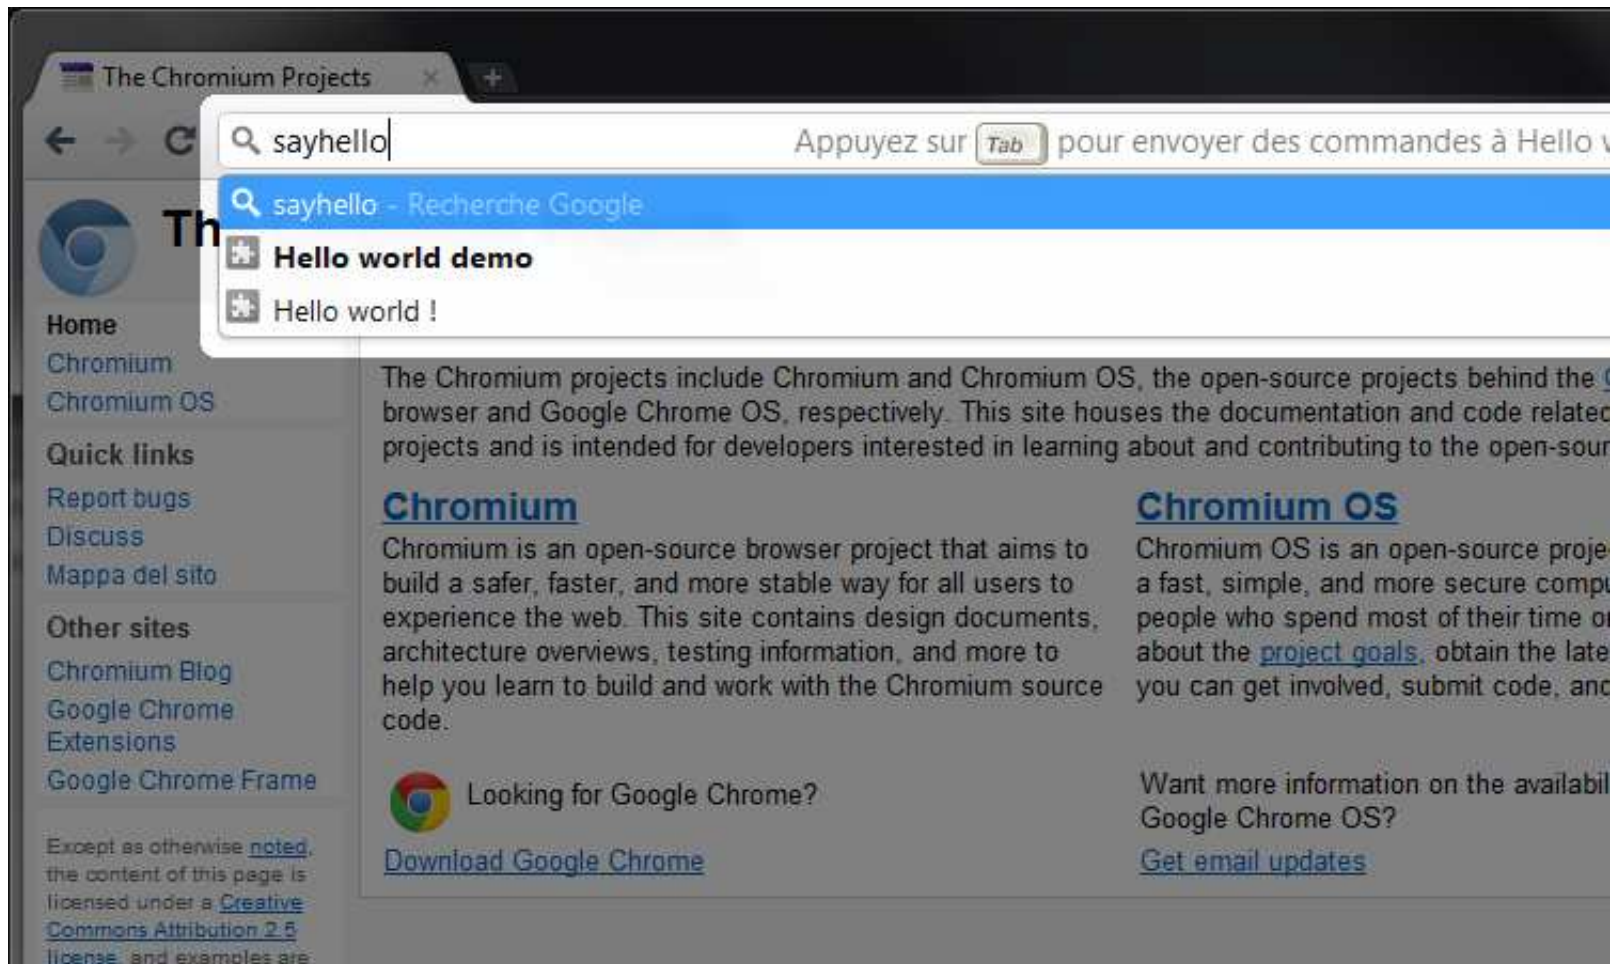 The Chromium Projects
sayhello
Appuyez sur Tab pour envoyer des commandes à Hello
sayhello - Recherche Google
Th
Hello world demo
Hello world !
Home
Chromium
Chromium OS
Quick links
Report bugs
Discuss
Mappa del sito
Other sites
Chromium Blog
Google Chrome
Extensions
Google Chrome Frame
Except as otherwise noted,
the content of this page is
licensed under a Creative
Commons Attribution 2.5
license, and examples are
The Chromium projects include Chromium and Chromium OS, the open-source projects behind the
browser and Google Chrome OS, respectively. This site houses the documentation and code related
projects and is intended for developers interested in learning about and contributing to the open-sour
Chromium
Chromium is an open-source browser project that aims to
build a safer, faster, and more stable way for all users to
experience the web. This site contains design documents,
architecture overviews, testing information, and more to
help you learn to build and work with the Chromium source
code.
Looking for Google Chrome?
Download Google Chrome
Chromium OS
Chromium OS is an open-source proje
a fast, simple, and more secure compu
people who spend most of their time o
about the project goals, obtain the late
you can get involved, submit code, and
Want more information on the availabil
Google Chrome OS?
Get email updates